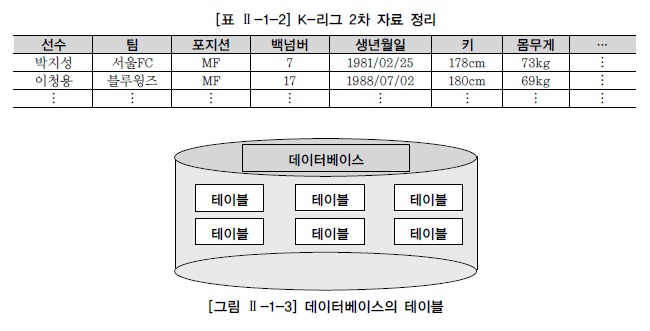 [표 Ⅱ-1-2] K-리그 2차 자료 정리
선수 팀 포지션 백넘버 생년월일 키 몸무게 …
박지성 서울FC MF 7 1981/02/25 178cm 73kg ⋮
이청용 블루윙즈 MF 17 1988/07/02 180cm 69kg ⋮
⋮ ⋮ ⋮ ⋮ ⋮ ⋮ ⋮ ⋮
데이터베이스
테이블 테이블 테이블
테이블 테이블 테이블
[그림 Ⅱ-1-3] 데이터베이스의 테이블